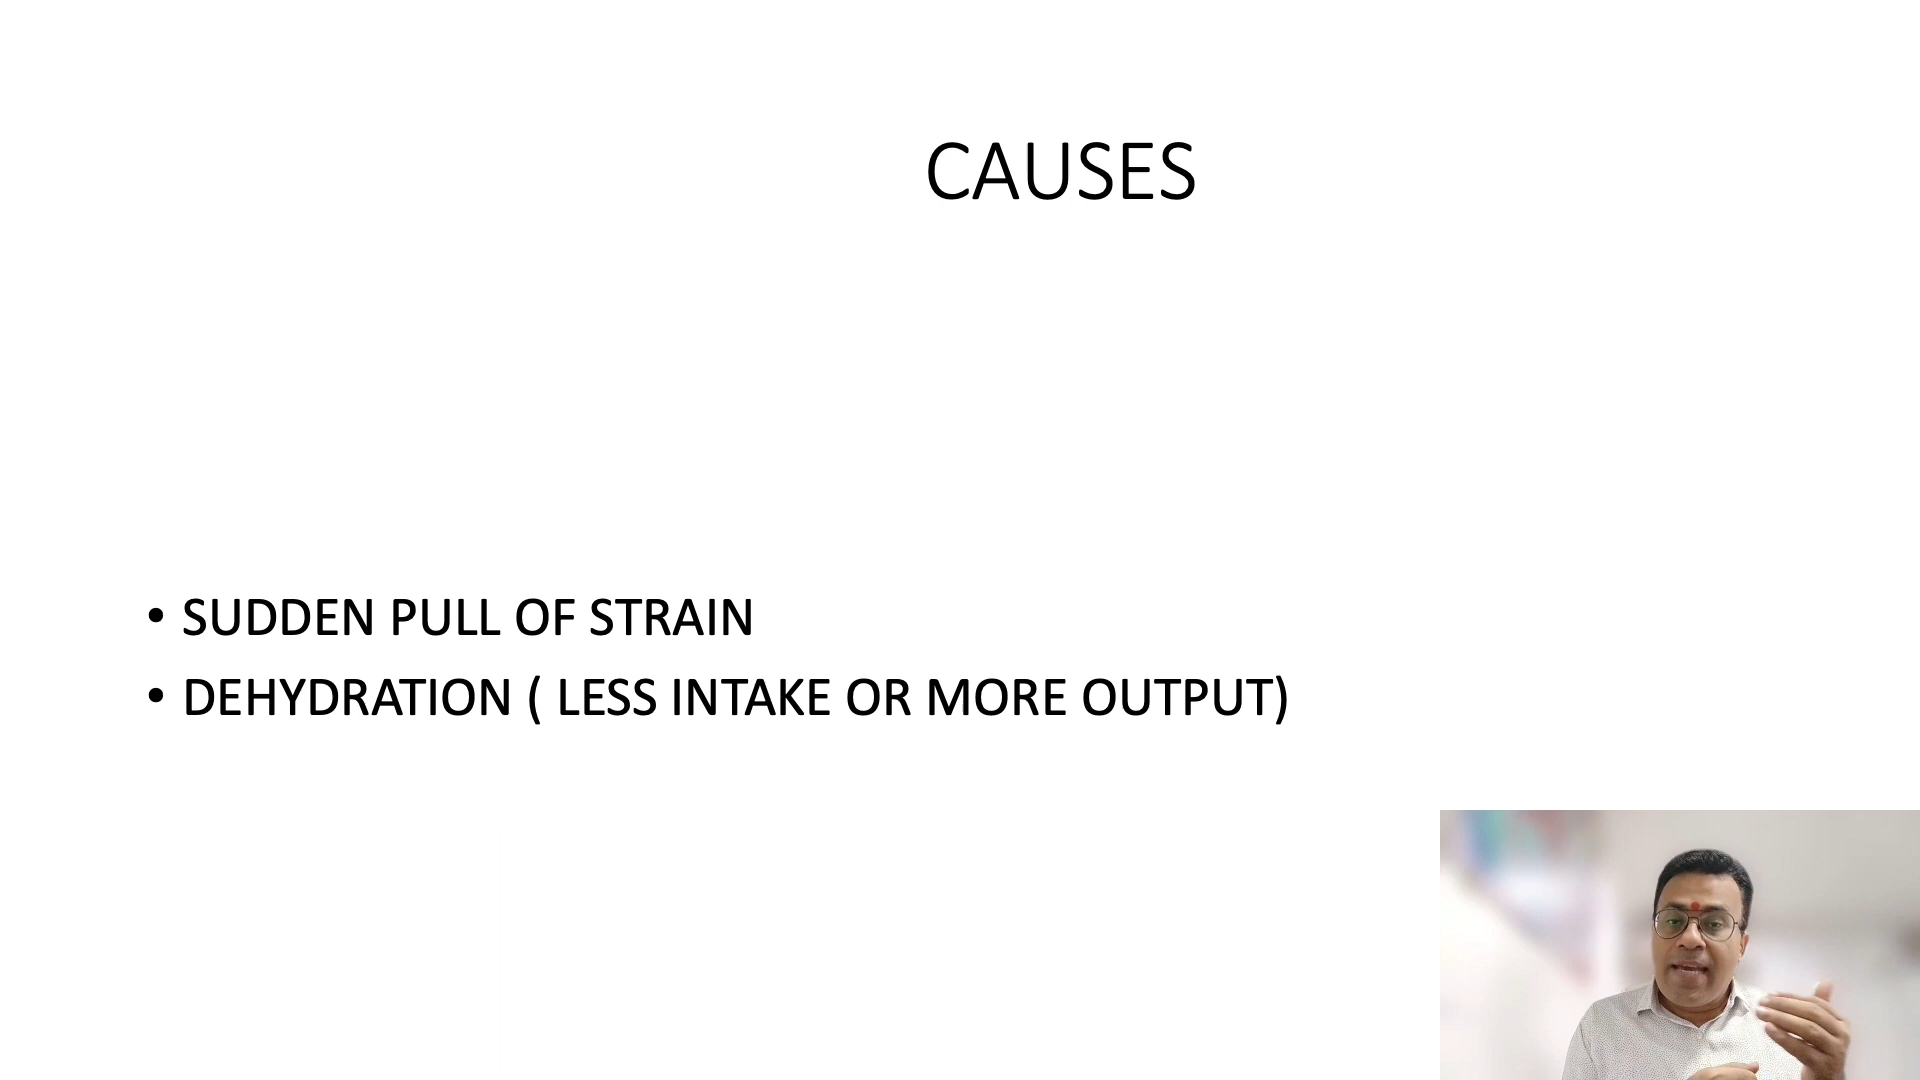 CAUSES
• SUDDEN PULL OF STRAIN
• DEHYDRATION ( LESS INTAKE OR MORE OUTPUT)